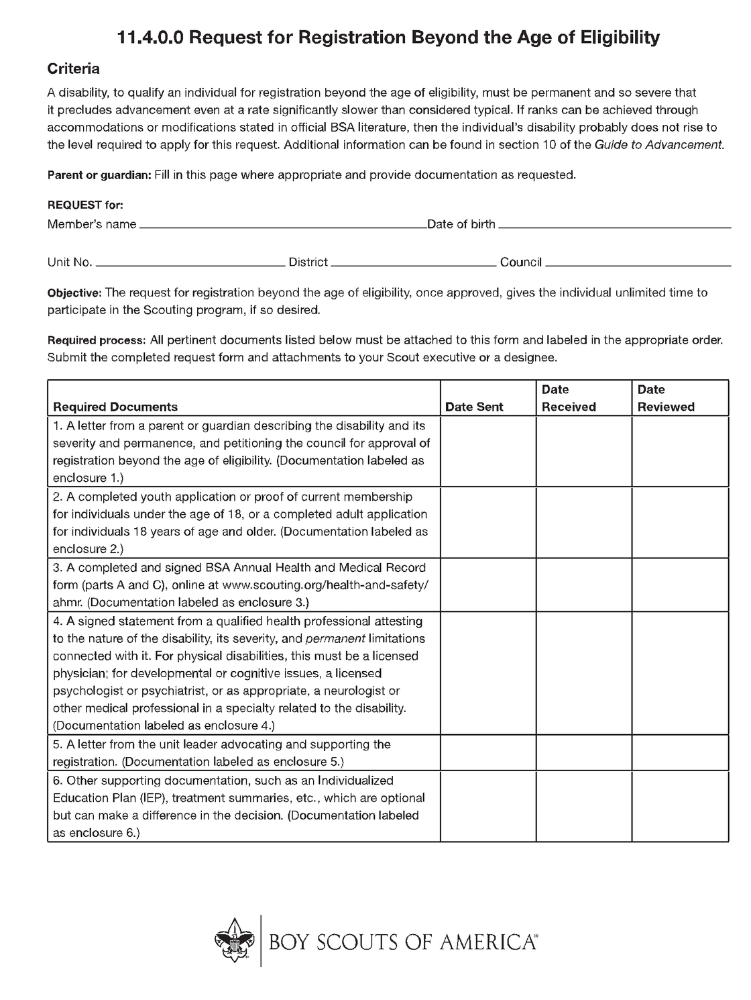 11.4.0.0 Request for Registration Beyond the Age of Eligibility
Criteria
A disability, to qualify an individual for registration beyond the age of eligibility, must be permanent and so severe that
it precludes advancement even at a rate significantly slower than considered typical. If ranks can be achieved through
accommodations or modifications stated in official BSA literature, then the individual's disability probably does not rise to
the level required to apply for this request. Additional information can be found in section 10 of the Guide to Advancement.
Parent or guardian: Fill in this page where appropriate and provide documentation as requested.
REQUEST for:
Member's name Date of birth
Unit No. District Council
Objective: The request for registration beyond the age of eligibility, once approved, gives the individual unlimited time to
participate in the Scouting program, if so desired.
Required process: All pertinent documents listed below must be attached to this form and labeled in the appropriate order.
Submit the completed request form and attachments to your Scout executive or a designee.
Required Documents
Date Sent
Date
Received
Date
Reviewed
1. A letter from a parent or guardian describing the disability and its
severity and permanence, and petitioning the council for approval of
registration beyond the age of eligibility. (Documentation labeled as
enclosure 1.)
2. A completed youth application or proof of current membership
for individuals under the age of 18, or a completed adult application
for individuals 18 years of age and older. (Documentation labeled as
enclosure 2.)
3. A completed and signed BSA Annual Health and Medical Record
form (parts A and C), online at www.scouting.org/health-and-safety/
ahmr. (Documentation labeled as enclosure 3.)
4. A signed statement from a qualified health professional attesting
to the nature of the disability, its severity, and permanent limitations
connected with it. For physical disabilities, this must be a licensed
physician; for developmental or cognitive issues, a licensed
psychologist or psychiatrist, or as appropriate, a neurologist or
other medical professional in a specialty related to the disability.
(Documentation labeled as enclosure 4.)
5. A letter from the unit leader advocating and supporting the
registration. (Documentation labeled as enclosure 5.)
6. Other supporting documentation, such as an Individualized
Education Plan (IEP), treatment summaries, etc., which are optional
but can make a difference in the decision. (Documentation labeled
as enclosure 6.)
BOY SCOUTS OF AMERICA®